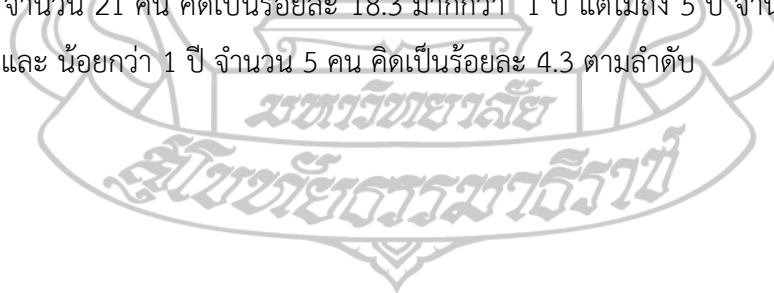 จำนวน 21 คน คิดเป็นร้อยละ 18.3 มากกว่า 1 ปี แต่ไม่ถึง 5 ปี
และ น้อยกว่า 1 ปี จำนวน 5 คน คิดเป็นร้อยละ 4.3 ตามลำดับ
มหาวิทยาลัย
สุโขทัยธรรมาธิราช